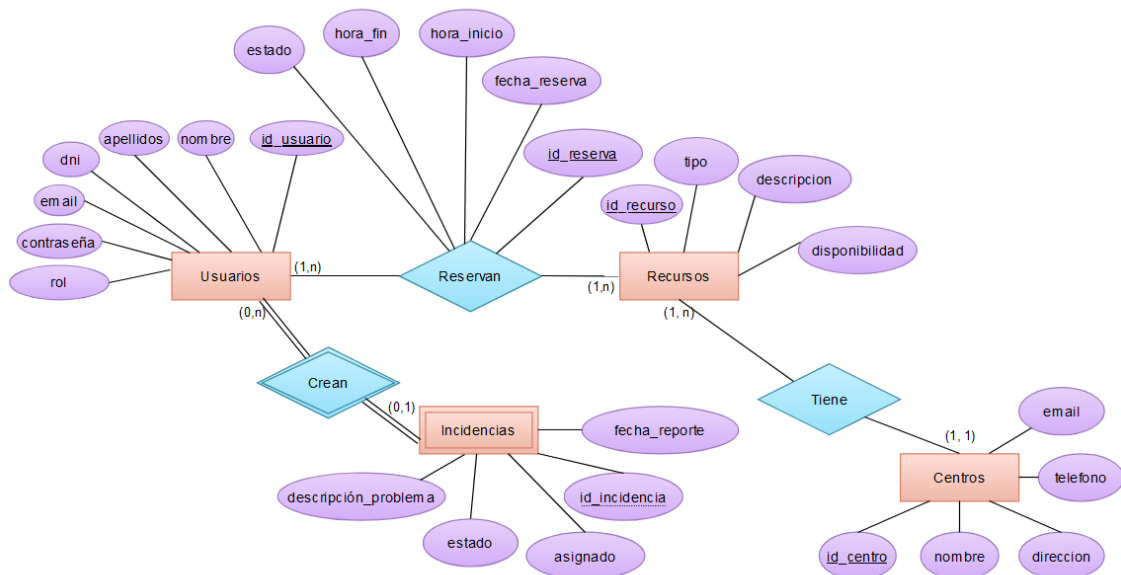 hora_fin
hora_inicio
estado
fecha_reserva
apellidos
nombre
id_usuario
dni
id_reserva
tipo
descripcion
email
id_recurso
contraseña
disponibilidad
rol
Usuarios
(1,n)
Reservan
(1,n)
Recursos
(0,n)
(1, n)
Crean
Tiene
(0,1)
Incidencias
fecha_reporte
email
(1, 1)
Centros
telefono
descripción_problema
id_incidencia
estado
asignado
id_centro
nombre
direccion